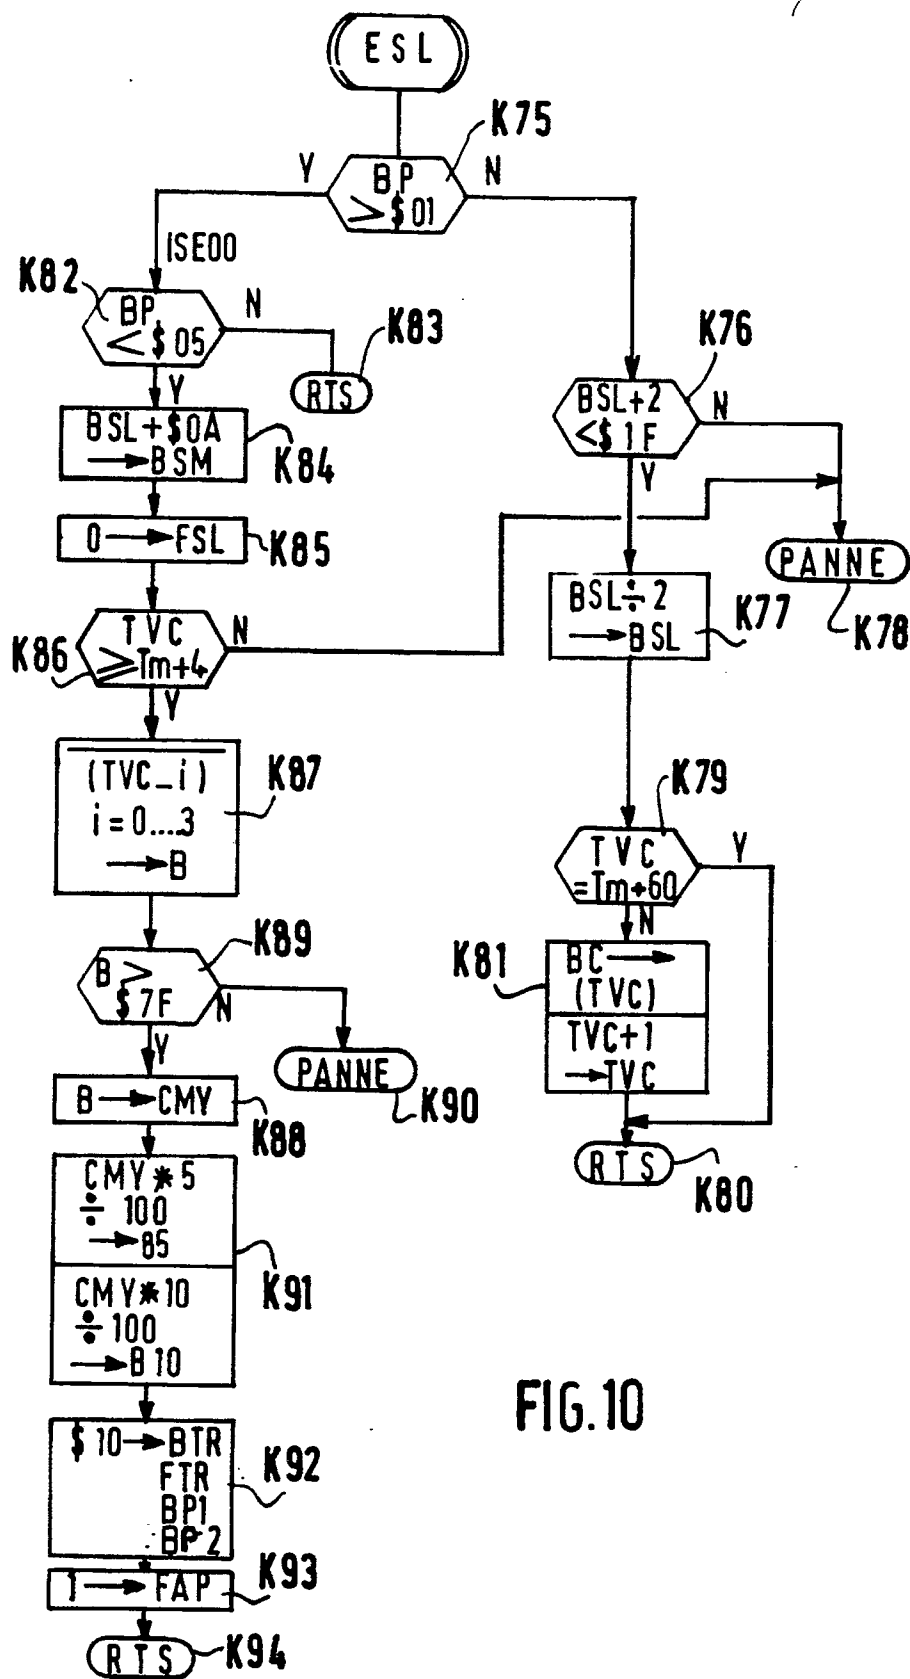 ESL
K75
Y
BP
N
>$01
ISE00
K82
BP
<$05
N
K83
RTS
K76
BSL+2
<$1F
N
Y
Y
BSL+$0A
→BSM
K84
0→FSL
K85
PANNE
K78
BSL÷2
→BSL
K77
TVC
≥Tm+4
N
K86
Y
(TVC-i)
i=0....3
→B
K87
K79
TVC
=Tm+60
Y
N
K89
B >
$7F
N
Y
K81
BC→
(TVC)
TVC+1
→TVC
PANNE
K90
B→CMY
K88
RTS
K80
CMY*5
÷100
→85
CMY*10
÷100
→B10
K91
FIG.10
$10→BTR
FTR
BP1
BP2
K92
1→FAP
K93
RTS
K94